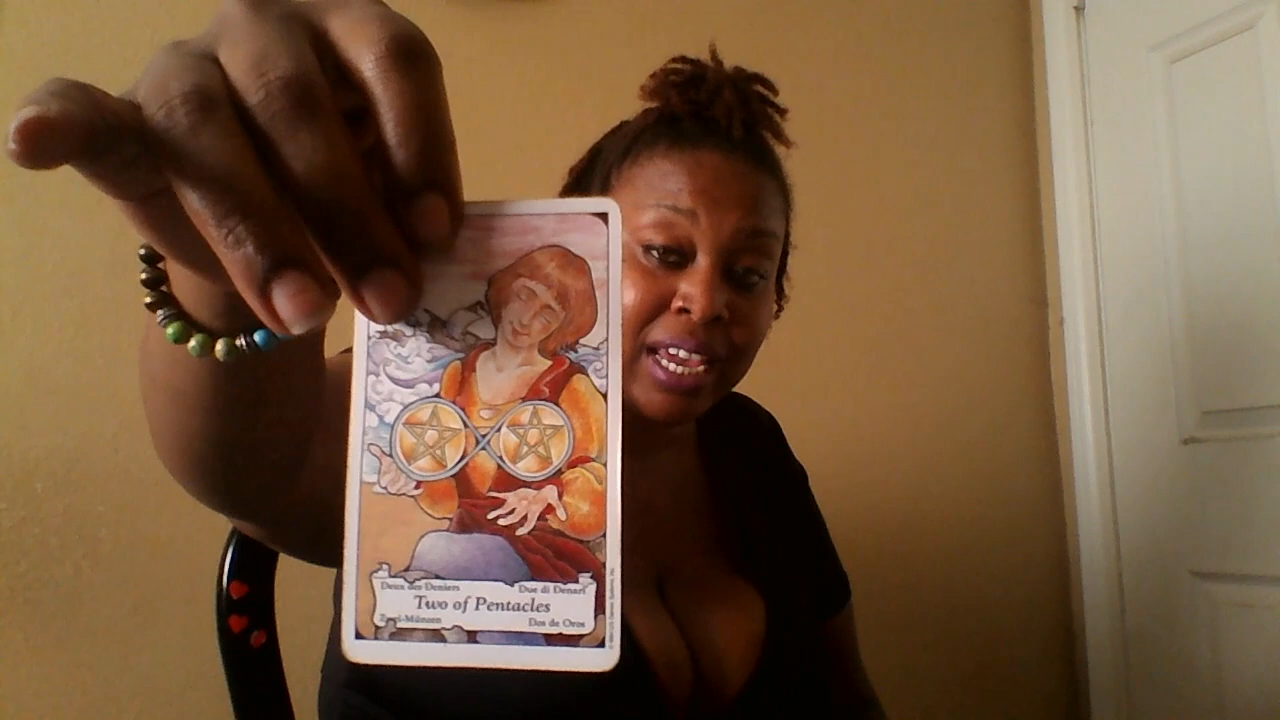 Deux des Deniers Due di Denari
Two of Pentacles
Zwei-Münzen Dos de Oros